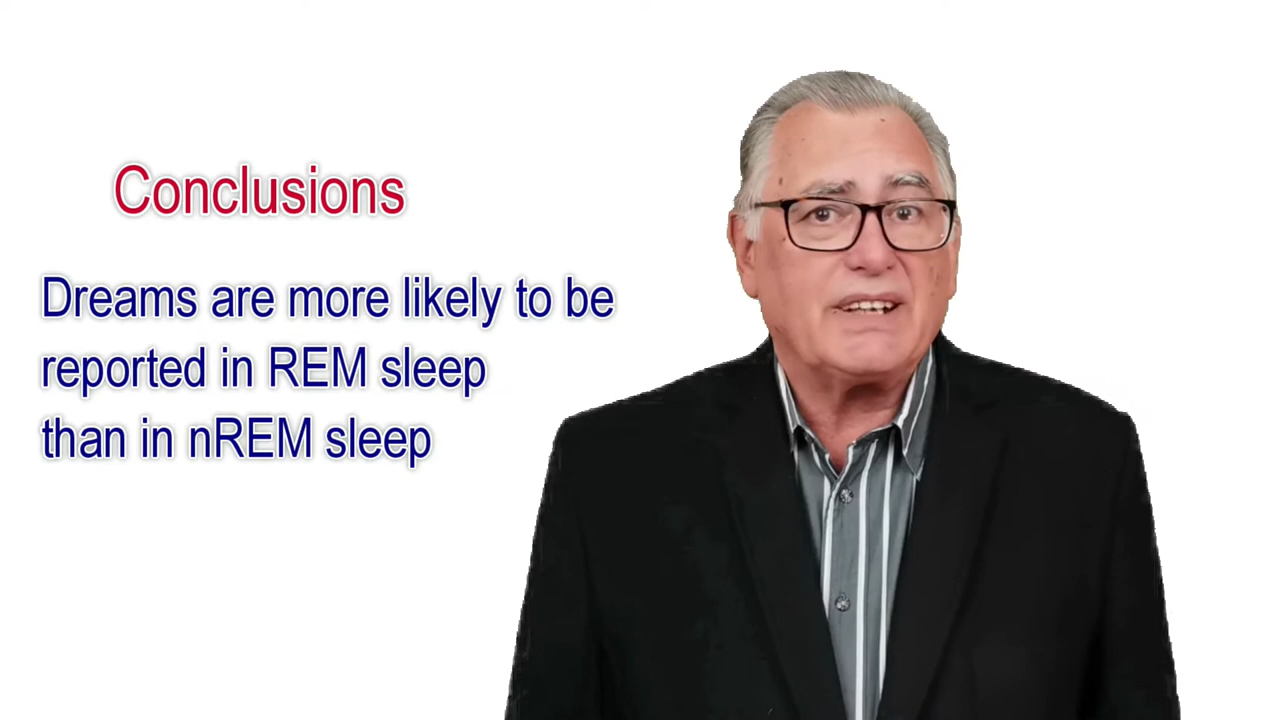 Conclusions
Dreams are more likely to be
reported in REM sleep
than in nREM sleep